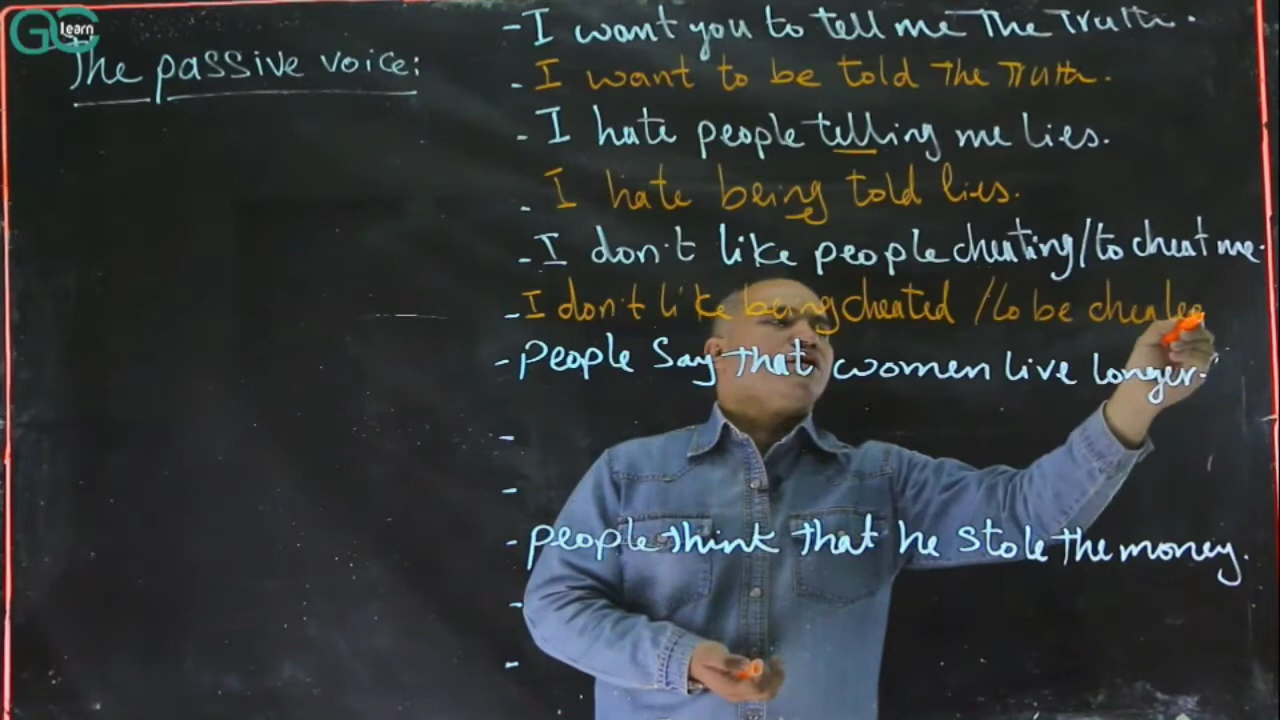 GC Learn
The passive voice:
- I want you to tell me The Truth.
- I want to be told The Truth.
- I hate people telling me lies.
- I hate being told lies.
- I don't like people cheating/to cheat me.
- I don't like being cheated / to be
- people say that women live longer.
-
-
- people think that he stole the money.
-
-